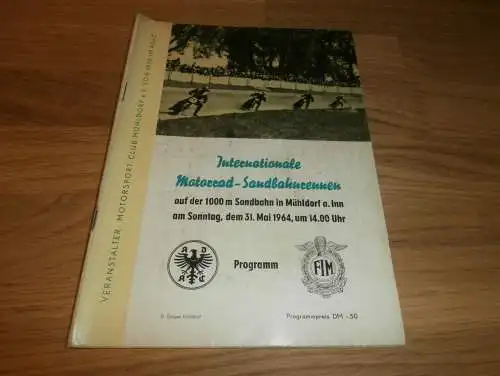 VERANSTALTER: MOTORSPORT CLUB MÜHLDORF e.V.
Internationale
Motorrad-Sandbahnrennen
auf der 1000 m Sandbahn in Mühldorf a. Inn
am Sonntag, dem 31. Mai 1964, um 14.00 Uhr
ADAC
Programm
FIM
Programmpreis DM -.50